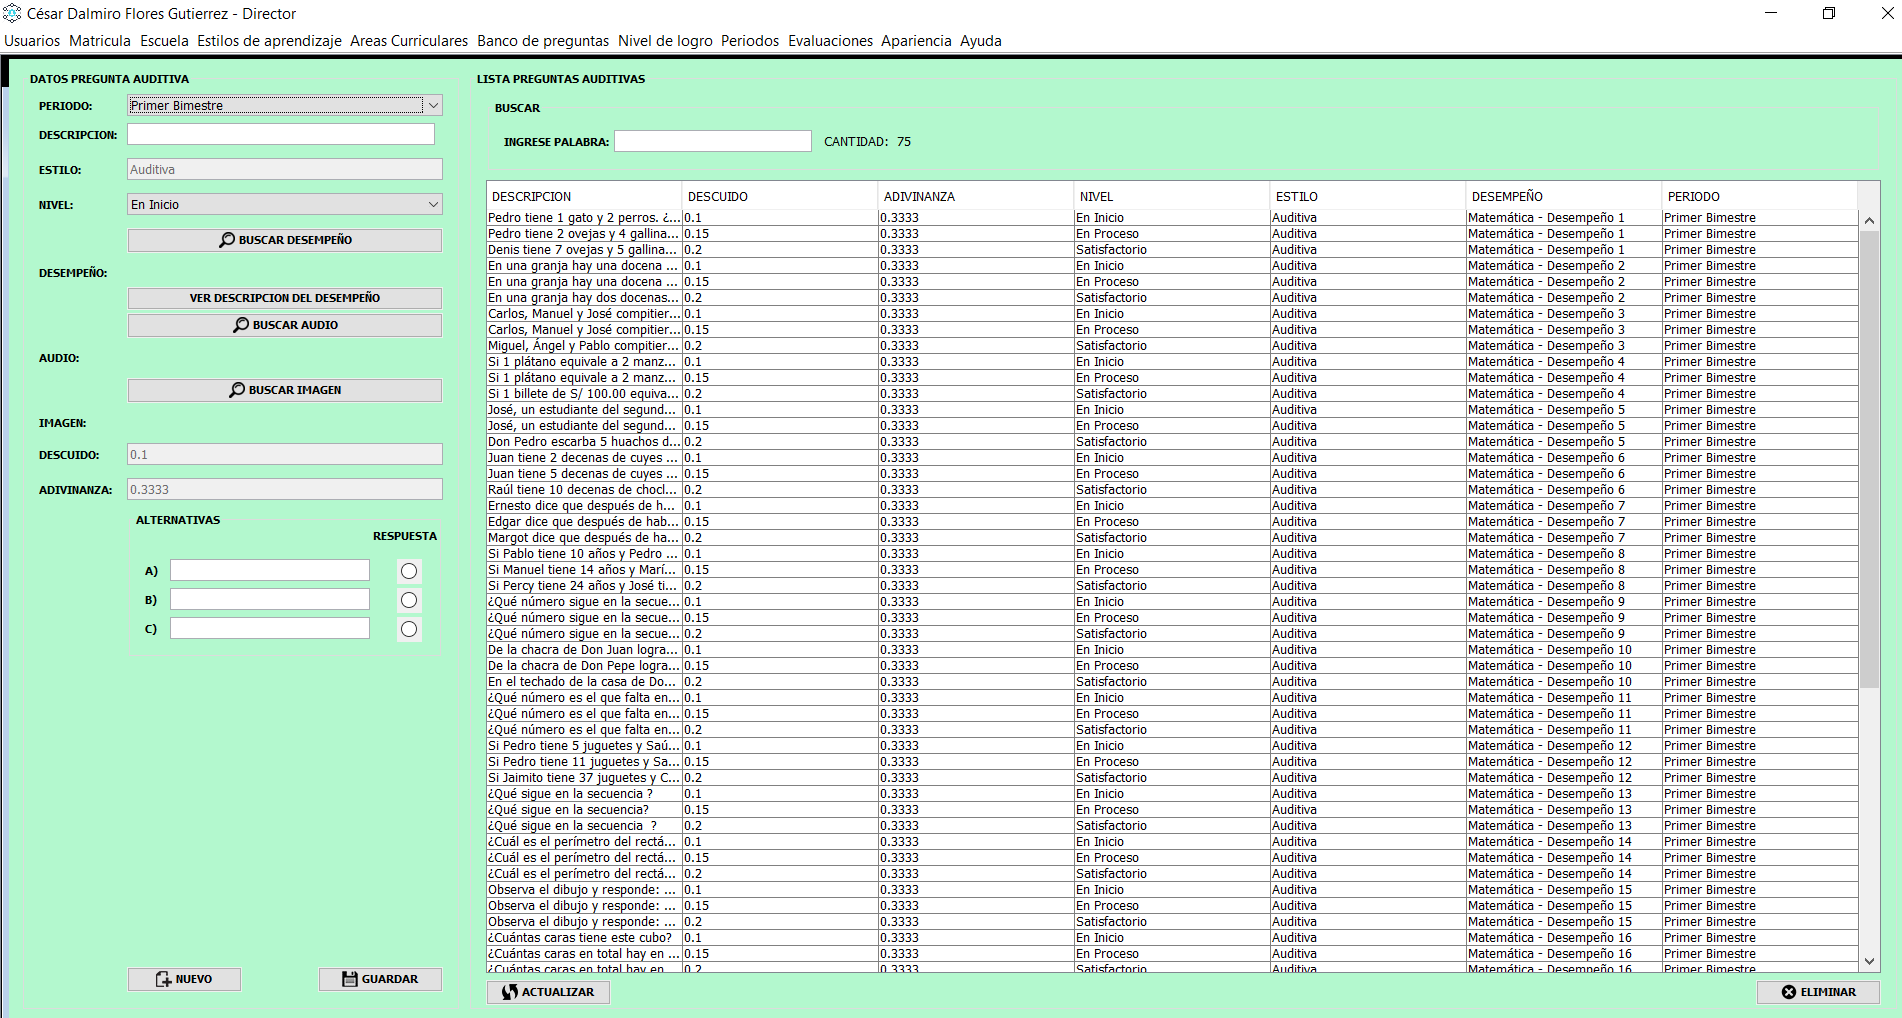 César Dalmiro Flores Gutierrez - Director
Usuarios Matricula Escuela Estilos de aprendizaje Areas Curriculares Banco de preguntas Nivel de logro Periodos Evaluaciones Apariencia Ayuda
DATOS PREGUNTA AUDITIVA
PERIODO: Primer Bimestre
DESCRIPCION:
ESTILO: Auditiva
NIVEL: En Inicio
BUSCAR DESEMPEÑO
DESEMPEÑO:
VER DESCRIPCION DEL DESEMPEÑO
BUSCAR AUDIO
AUDIO:
BUSCAR IMAGEN
IMAGEN:
DESCUIDO: 0.1
ADIVINANZA: 0.3333
ALTERNATIVAS
RESPUESTA
A)
B)
C)
NUEVO GUARDAR
LISTA PREGUNTAS AUDITIVAS
BUSCAR
INGRESE PALABRA: CANTIDAD: 75
DESCRIPCION DESCUIDO ADIVINANZA NIVEL ESTILO DESEMPEÑO PERIODO
Pedro tiene 1 gato y 2 perros. ¿... 0.1 0.3333 En Inicio Auditiva Matemática - Desempeño 1 Primer Bimestre
Pedro tiene 2 ovejas y 4 gallina... 0.15 0.3333 En Proceso Auditiva Matemática - Desempeño 1 Primer Bimestre
Denis tiene 7 ovejas y 5 gallina... 0.2 0.3333 Satisfactorio Auditiva Matemática - Desempeño 1 Primer Bimestre
En una granja hay una docena ... 0.1 0.3333 En Inicio Auditiva Matemática - Desempeño 2 Primer Bimestre
En una granja hay una docena ... 0.15 0.3333 En Proceso Auditiva Matemática - Desempeño 2 Primer Bimestre
En una granja hay dos docenas... 0.2 0.3333 Satisfactorio Auditiva Matemática - Desempeño 2 Primer Bimestre
Carlos, Manuel y José compitier... 0.1 0.3333 En Inicio Auditiva Matemática - Desempeño 3 Primer Bimestre
Carlos, Manuel y José compitier... 0.15 0.3333 En Proceso Auditiva Matemática - Desempeño 3 Primer Bimestre
Miguel, Ángel y Pablo compitier... 0.2 0.3333 Satisfactorio Auditiva Matemática - Desempeño 3 Primer Bimestre
Si 1 plátano equivale a 2 manz... 0.1 0.3333 En Inicio Auditiva Matemática - Desempeño 4 Primer Bimestre
Si 1 plátano equivale a 2 manz... 0.15 0.3333 En Proceso Auditiva Matemática - Desempeño 4 Primer Bimestre
Si 1 billete de S/ 100.00 equiva... 0.2 0.3333 Satisfactorio Auditiva Matemática - Desempeño 4 Primer Bimestre
José, un estudiante del segund... 0.1 0.3333 En Inicio Auditiva Matemática - Desempeño 5 Primer Bimestre
José, un estudiante del segund... 0.15 0.3333 En Proceso Auditiva Matemática - Desempeño 5 Primer Bimestre
Don Pedro escarba 5 huachos d... 0.2 0.3333 Satisfactorio Auditiva Matemática - Desempeño 5 Primer Bimestre
Juan tiene 2 decenas de cuyes ... 0.1 0.3333 En Inicio Auditiva Matemática - Desempeño 6 Primer Bimestre
Juan tiene 5 decenas de cuyes ... 0.15 0.3333 En Proceso Auditiva Matemática - Desempeño 6 Primer Bimestre
Raúl tiene 10 decenas de chocl... 0.2 0.3333 Satisfactorio Auditiva Matemática - Desempeño 6 Primer Bimestre
Ernesto dice que después de h... 0.1 0.3333 En Inicio Auditiva Matemática - Desempeño 7 Primer Bimestre
Edgar dice que después de hab... 0.15 0.3333 En Proceso Auditiva Matemática - Desempeño 7 Primer Bimestre
Margot dice que después de ha... 0.2 0.3333 Satisfactorio Auditiva Matemática - Desempeño 7 Primer Bimestre
Si Pablo tiene 10 años y Pedro ... 0.1 0.3333 En Inicio Auditiva Matemática - Desempeño 8 Primer Bimestre
Si Manuel tiene 14 años y Marí... 0.15 0.3333 En Proceso Auditiva Matemática - Desempeño 8 Primer Bimestre
Si Percy tiene 24 años y José ti... 0.2 0.3333 Satisfactorio Auditiva Matemática - Desempeño 8 Primer Bimestre
¿Qué número sigue en la secue... 0.1 0.3333 En Inicio Auditiva Matemática - Desempeño 9 Primer Bimestre
¿Qué número sigue en la secue... 0.15 0.3333 En Proceso Auditiva Matemática - Desempeño 9 Primer Bimestre
¿Qué número sigue en la secue... 0.2 0.3333 Satisfactorio Auditiva Matemática - Desempeño 9 Primer Bimestre
De la chacra de Don Juan logra... 0.1 0.3333 En Inicio Auditiva Matemática - Desempeño 10 Primer Bimestre
De la chacra de Don Pepe logra... 0.15 0.3333 En Proceso Auditiva Matemática - Desempeño 10 Primer Bimestre
En el techado de la casa de Do... 0.2 0.3333 Satisfactorio Auditiva Matemática - Desempeño 10 Primer Bimestre
¿Qué número es el que falta en... 0.1 0.3333 En Inicio Auditiva Matemática - Desempeño 11 Primer Bimestre
¿Qué número es el que falta en... 0.15 0.3333 En Proceso Auditiva Matemática - Desempeño 11 Primer Bimestre
¿Qué número es el que falta en... 0.2 0.3333 Satisfactorio Auditiva Matemática - Desempeño 11 Primer Bimestre
Si Pedro tiene 5 juguetes y Saú... 0.1 0.3333 En Inicio Auditiva Matemática - Desempeño 12 Primer Bimestre
Si Pedro tiene 11 juguetes y Sa... 0.15 0.3333 En Proceso Auditiva Matemática - Desempeño 12 Primer Bimestre
Si Jaimito tiene 37 juguetes y C... 0.2 0.3333 Satisfactorio Auditiva Matemática - Desempeño 12 Primer Bimestre
¿Qué sigue en la secuencia ? 0.1 0.3333 En Inicio Auditiva Matemática - Desempeño 13 Primer Bimestre
¿Qué sigue en la secuencia? 0.15 0.3333 En Proceso Auditiva Matemática - Desempeño 13 Primer Bimestre
¿Qué sigue en la secuencia ? 0.2 0.3333 Satisfactorio Auditiva Matemática - Desempeño 13 Primer Bimestre
¿Cuál es el perímetro del rectá... 0.1 0.3333 En Inicio Auditiva Matemática - Desempeño 14 Primer Bimestre
¿Cuál es el perímetro del rectá... 0.15 0.3333 En Proceso Auditiva Matemática - Desempeño 14 Primer Bimestre
¿Cuál es el perímetro del rectá... 0.2 0.3333 Satisfactorio Auditiva Matemática - Desempeño 14 Primer Bimestre
Observa el dibujo y responde: ... 0.1 0.3333 En Inicio Auditiva Matemática - Desempeño 15 Primer Bimestre
Observa el dibujo y responde: ... 0.15 0.3333 En Proceso Auditiva Matemática - Desempeño 15 Primer Bimestre
Observa el dibujo y responde: ... 0.2 0.3333 Satisfactorio Auditiva Matemática - Desempeño 15 Primer Bimestre
¿Cuántas caras tiene este cubo? 0.1 0.3333 En Inicio Auditiva Matemática - Desempeño 16 Primer Bimestre
¿Cuántas caras en total hay en ... 0.15 0.3333 En Proceso Auditiva Matemática - Desempeño 16 Primer Bimestre
¿Cuántas caras en total hay en ... 0.2 0.3333 Satisfactorio Auditiva Matemática - Desempeño 16 Primer Bimestre
ACTUALIZAR ELIMINAR